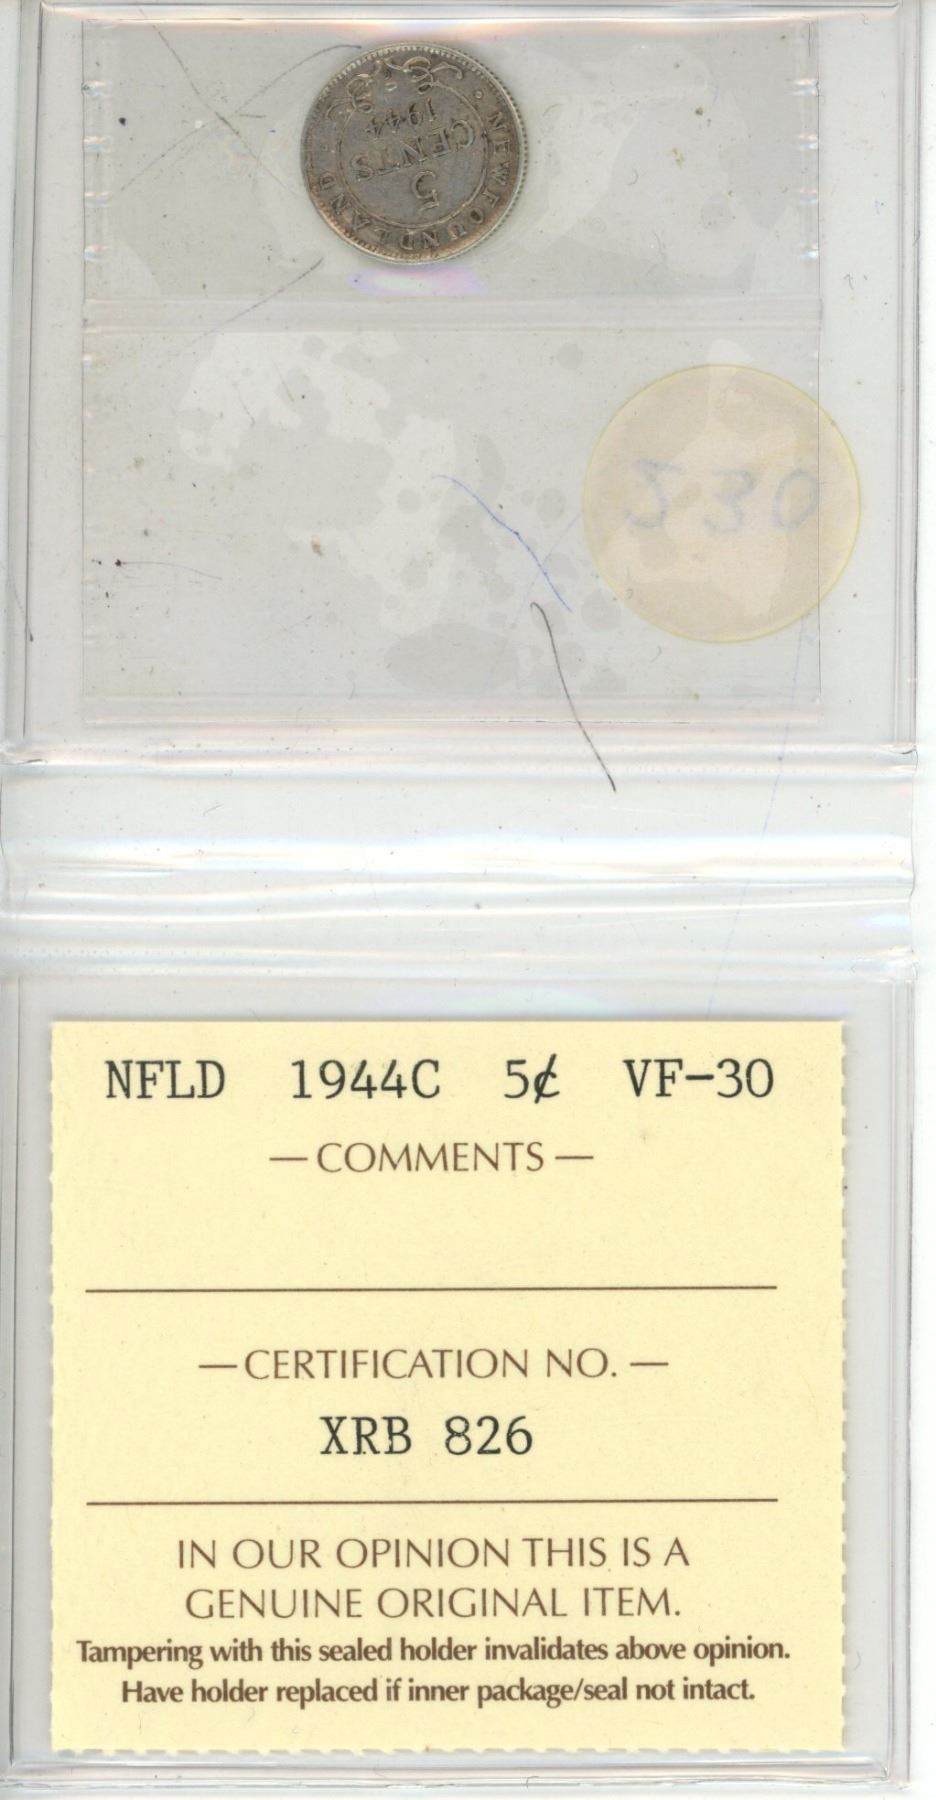 5
CENTS
1944
NEWFOUNDLAND
NFLD 1944C 5¢ VF-30
— COMMENTS —
— CERTIFICATION NO. —
XRB 826
IN OUR OPINION THIS IS A
GENUINE ORIGINAL ITEM.
Tampering with this sealed holder invalidates above opinion.
Have holder replaced if inner package/seal not intact.